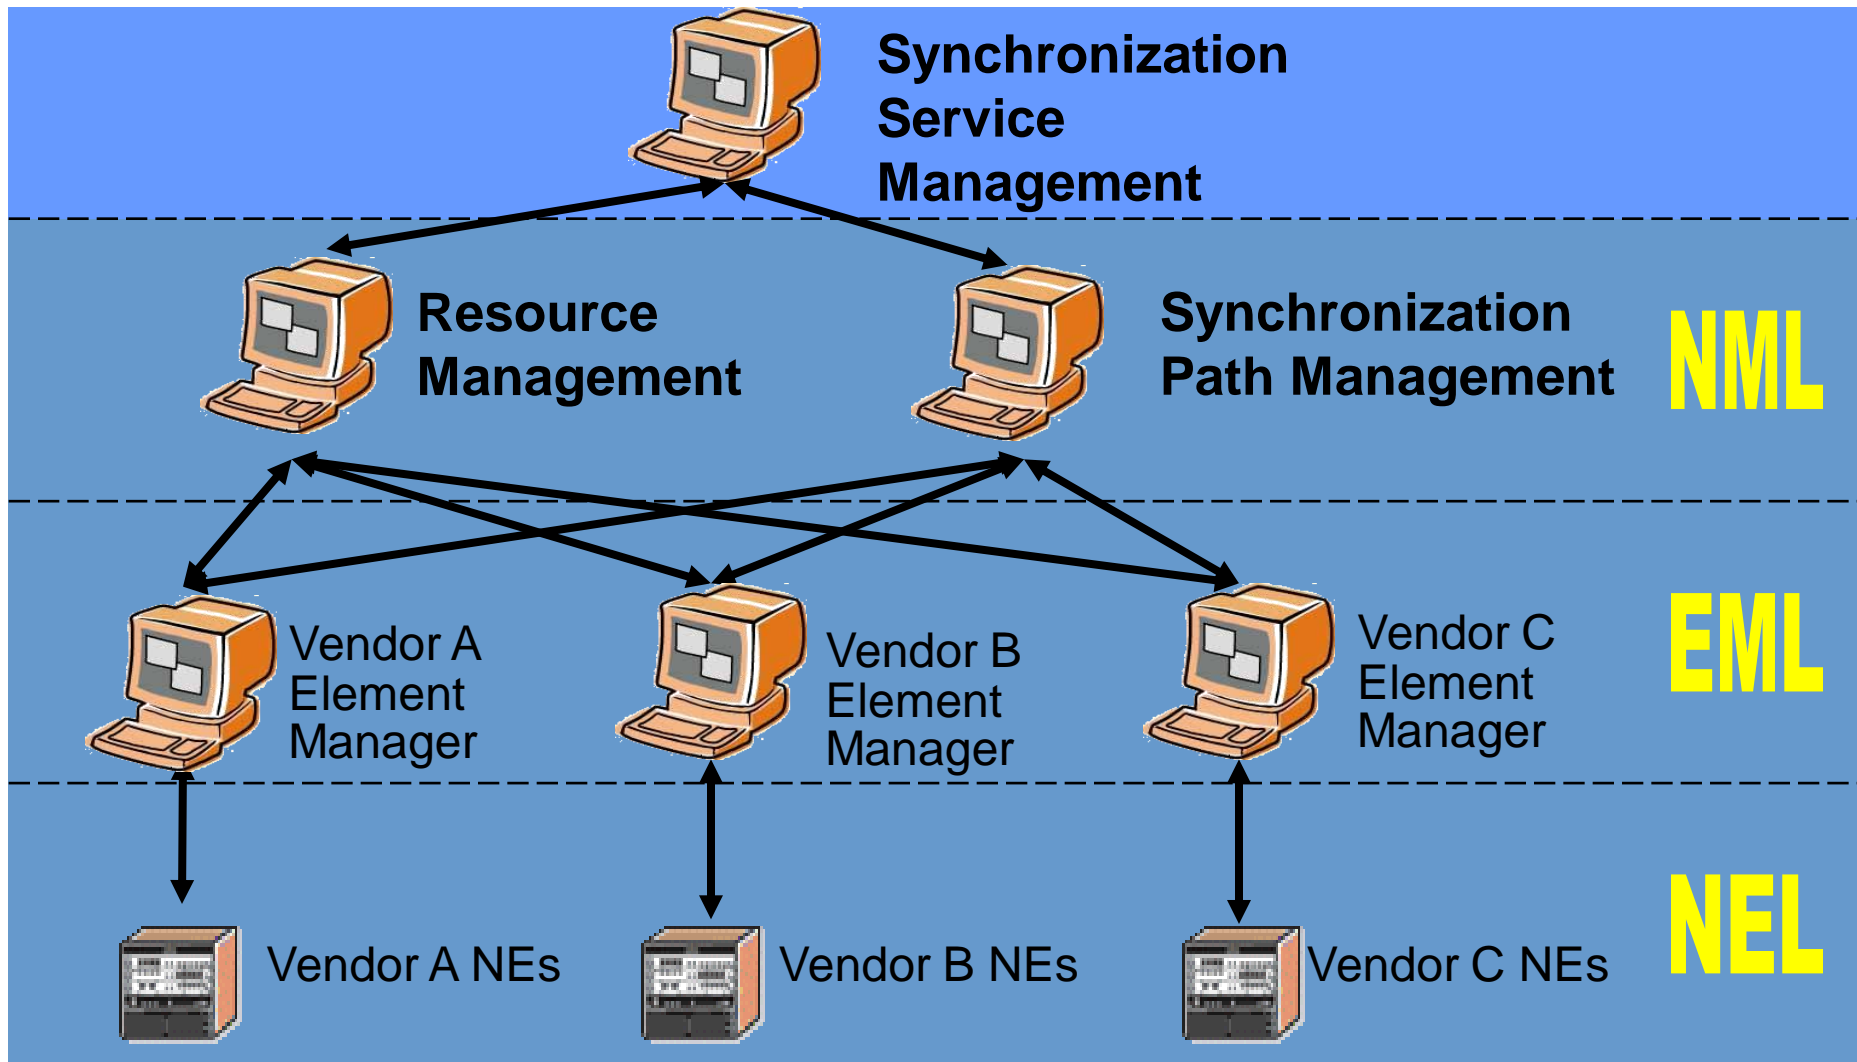 Synchronization
Service
Management
Resource
Management
Synchronization
Path Management
NML
Vendor A
Element
Manager
Vendor B
Element
Manager
Vendor C
Element
Manager
EML
Vendor A NEs
Vendor B NEs
Vendor C NEs
NEL